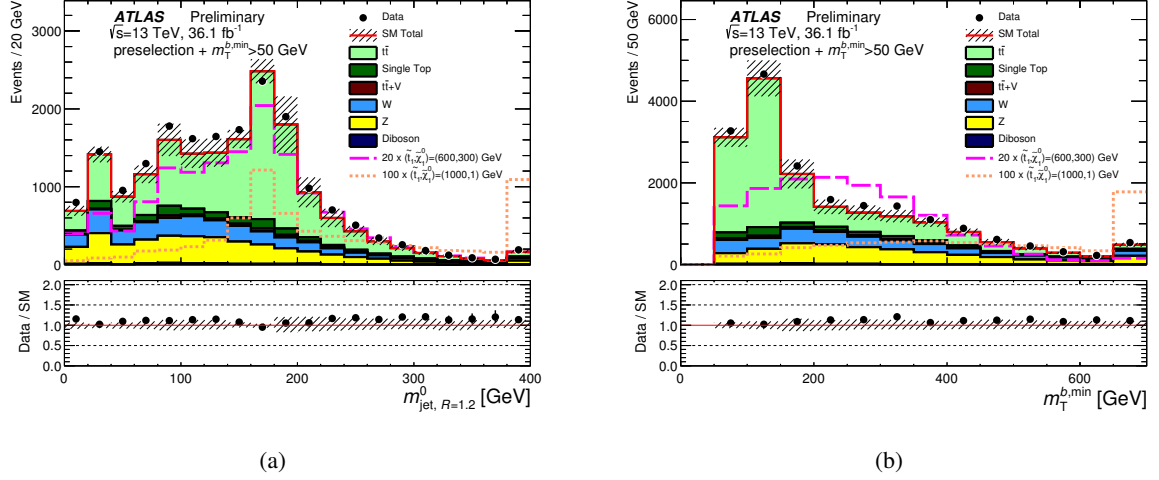 ATLAS Preliminary
√s=13 TeV, 36.1 fb⁻¹
preselection + m_T^{b,min}>50 GeV
Data
SM Total
tt̄
Single Top
tt̄+V
W
Z
Diboson
20 x (t̃₁,χ̃₁⁰)=(600,300) GeV
100 x (t̃₁,χ̃₁⁰)=(1000,1) GeV
Events / 20 GeV
3000
2000
1000
0
Data / SM
2.0
1.5
1.0
0.5
0.0
0 100 200 300 400
m⁰_{jet, R=1.2} [GeV]
(a)
ATLAS Preliminary
√s=13 TeV, 36.1 fb⁻¹
preselection + m_T^{b,min}>50 GeV
Data
SM Total
tt̄
Single Top
tt̄+V
W
Z
Diboson
20 x (t̃₁,χ̃₁⁰)=(600,300) GeV
100 x (t̃₁,χ̃₁⁰)=(1000,1) GeV
Events / 50 GeV
6000
4000
2000
0
Data / SM
2.0
1.5
1.0
0.5
0.0
0 200 400 600
m_T^{b,min} [GeV]
(b)